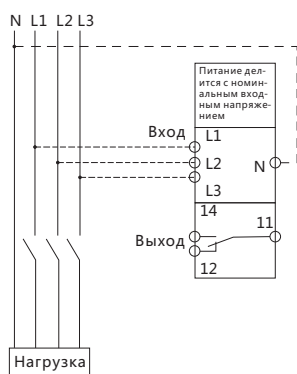 N L1 L2 L3
Питание дел-
ится с номин-
альным вход-
ным напряже-
нием
Вход
L1
L2
N
L3
14
11
Выход
12
Нагрузка